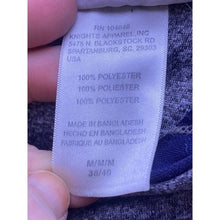 RN 104646
KNIGHTS APPAREL, INC
5475 N. BLACKSTOCK RD
SPARTANBURG, SC, 29303
USA
100% POLYESTER
100% POLYESTER
100% POLYESTER
MADE IN BANGLADESH
HECHO EN BANGLADESH
FABRIQUE AU BANGLADESH
M/M/M
38/40